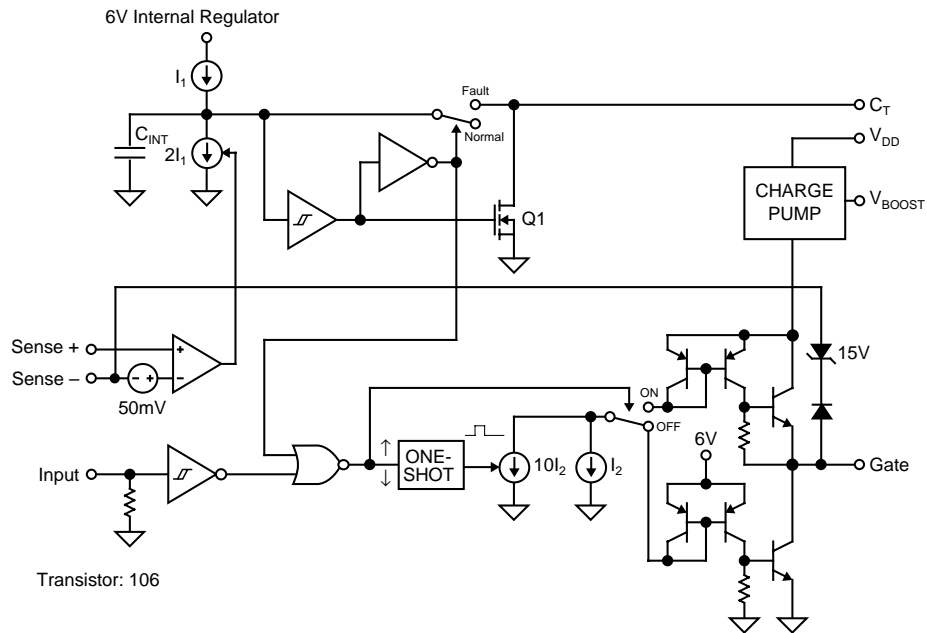 6V Internal Regulator
I1
Fault
CT
CINT
Normal
VDD
2I1
CHARGE
PUMP
VBOOST
Q1
Sense +
+
15V
Sense –
– +
–
50mV
ON
OFF
6V
Input
ONE-
SHOT
10I2
I2
Gate
Transistor: 106